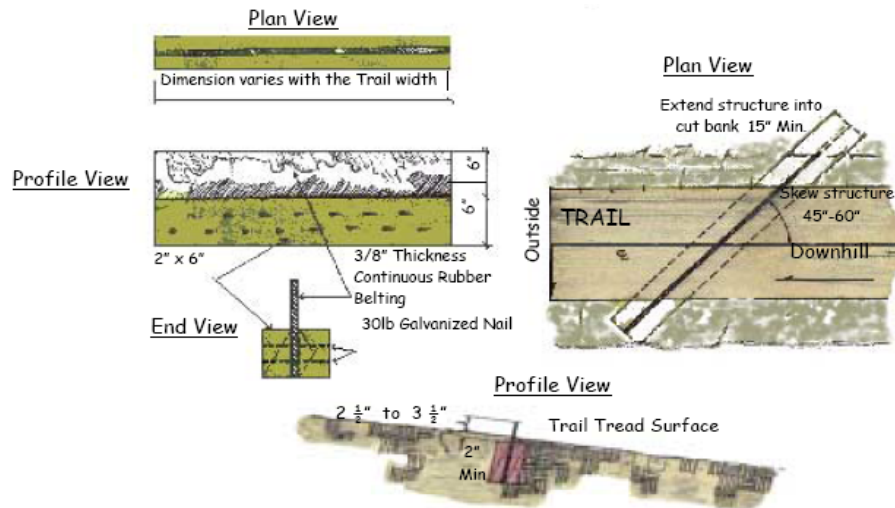 Plan View
Dimension varies with the Trail width
Profile View
6"
6"
2" x 6"
3/8" Thickness
Continuous Rubber
Belting
30lb Galvanized Nail
End View
Plan View
Extend structure into
cut bank 15" Min.
Skew structure
45"-60"
Outside
TRAIL
Downhill
Profile View
2 ½" to 3 ½"
Trail Tread Surface
2"
Min